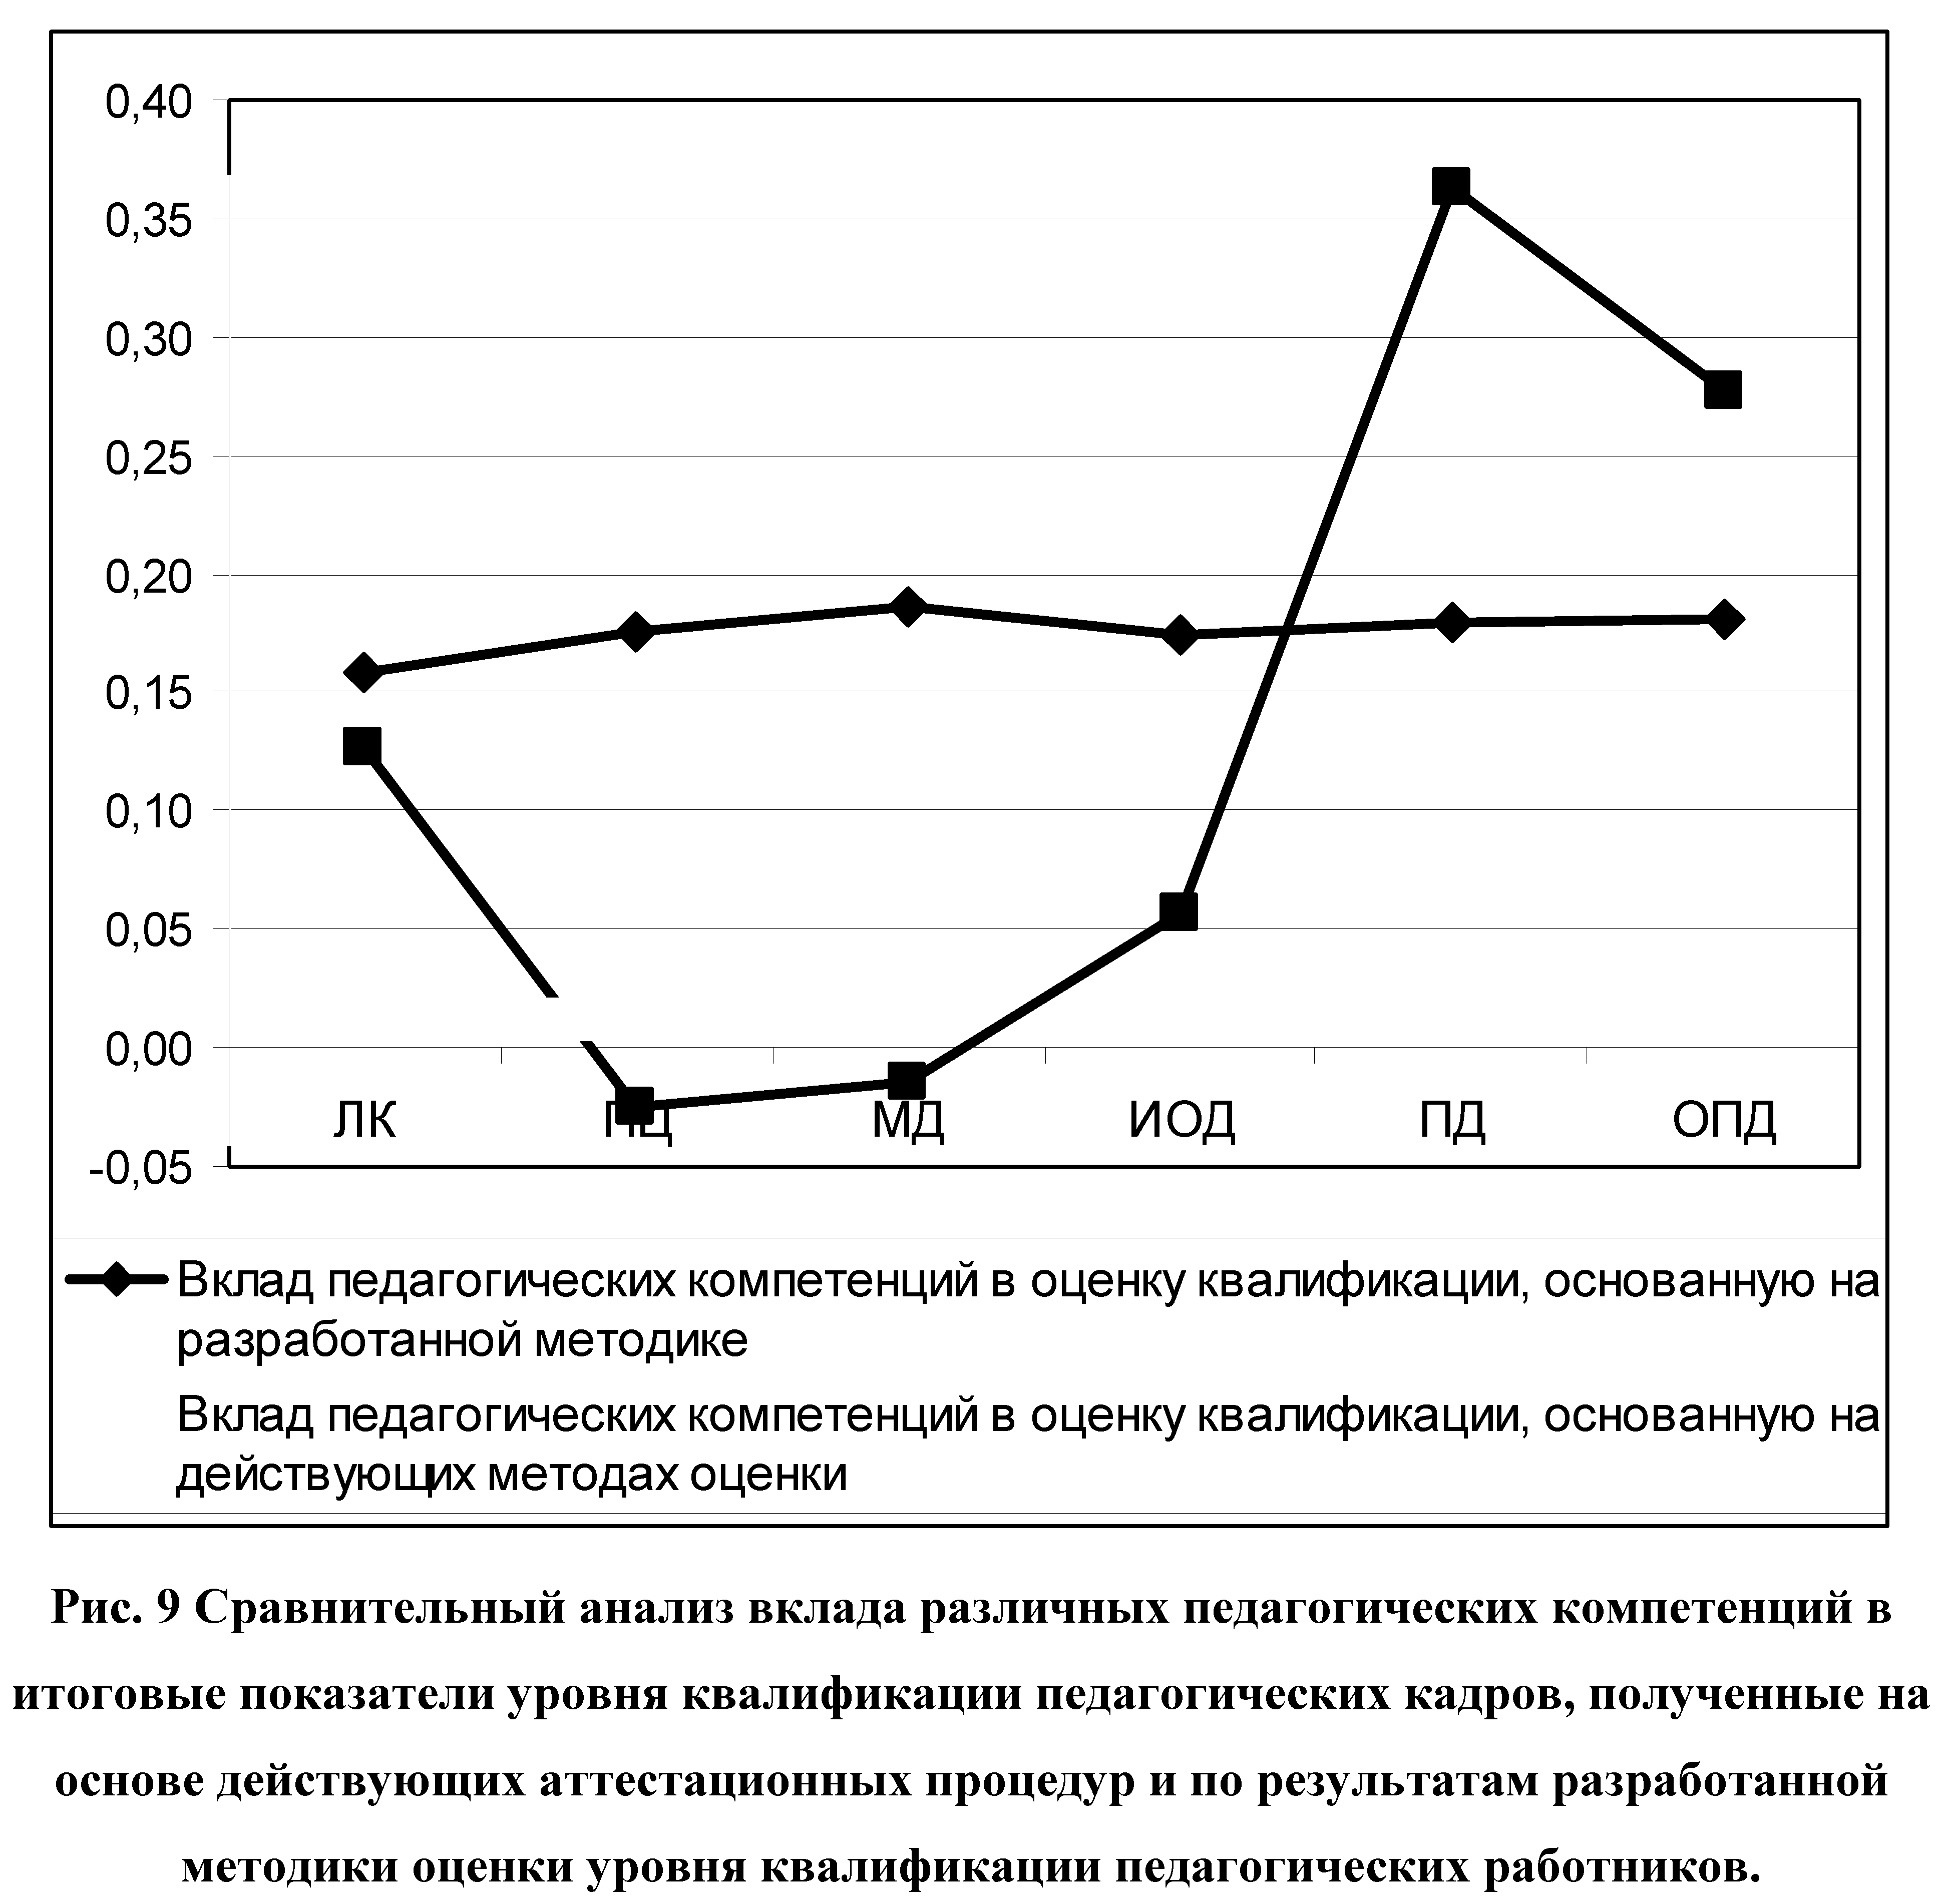 0,40
0,35
0,30
0,25
0,20
0,15
0,10
0,05
0,00
-0,05
ЛК ПЦ МД ИОД ПД ОПД
Вклад педагогических компетенций в оценку квалификации, основанную на
разработанной методике
Вклад педагогических компетенций в оценку квалификации, основанную на
действующих методах оценки
Рис. 9 Сравнительный анализ вклада различных педагогических компетенций в
итоговые показатели уровня квалификации педагогических кадров, полученные на
основе действующих аттестационных процедур и по результатам разработанной
методики оценки уровня квалификации педагогических работников.